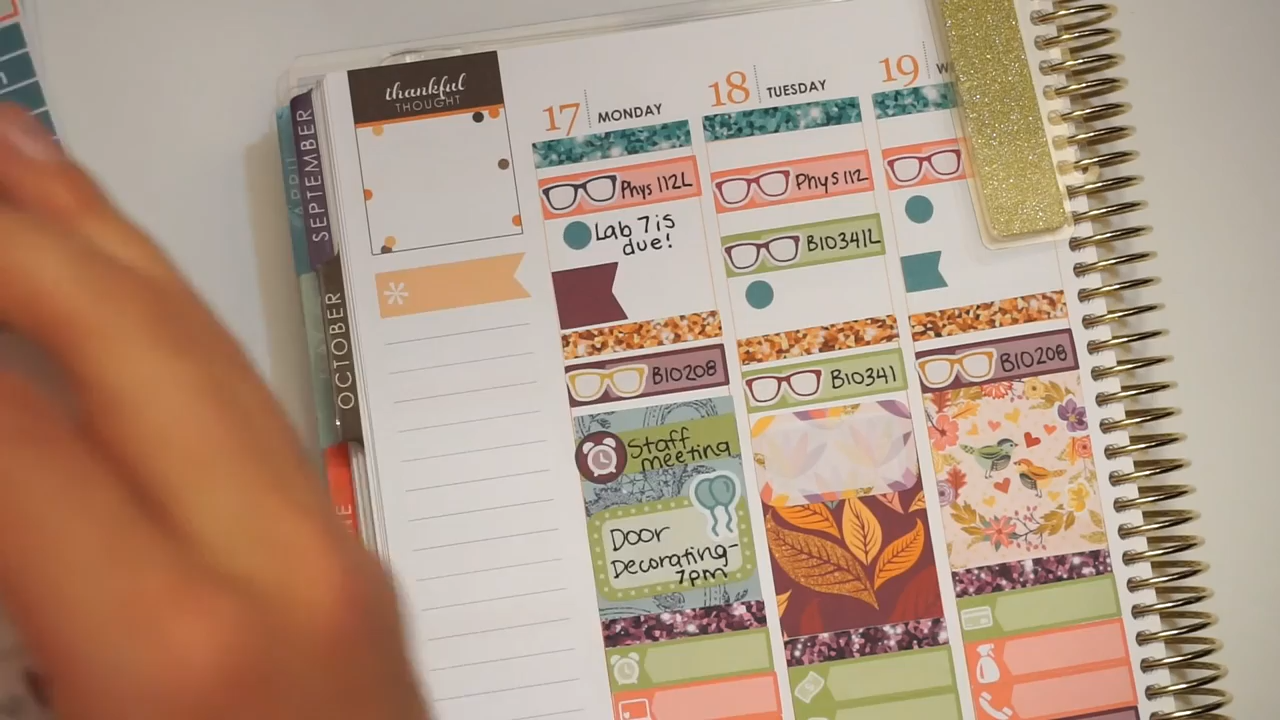 thankful
THOUGHT
APRIL
SEPTEMBER
OCTOBER
17 MONDAY
Phys 112L
Lab 7 is
due!
BIO208
Staff
meeting
Door
Decorating-
7pm
18 TUESDAY
Phys 112
BIO341L
BIO341
19 W
BIO208